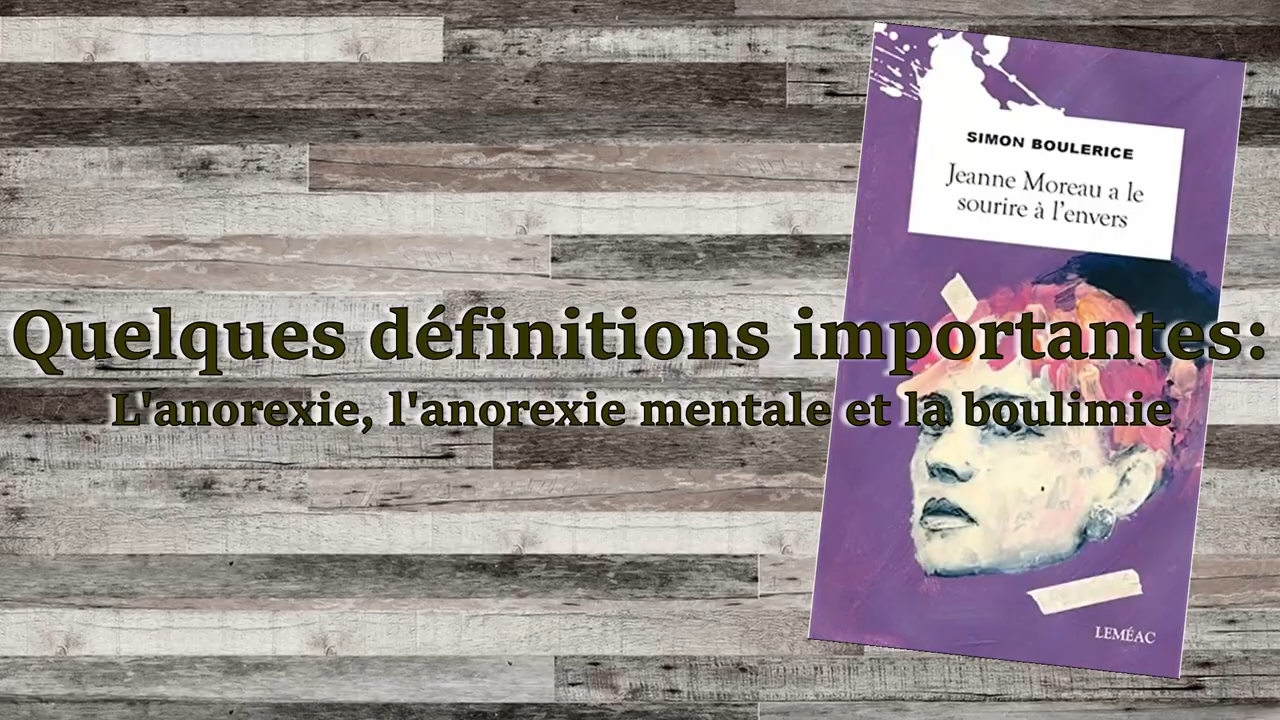 SIMON BOULERICE
Jeanne Moreau a le
sourire à l'envers
Quelques définitions importantes:
L'anorexie, l'anorexie mentale et la boulimie
LEMÉAC